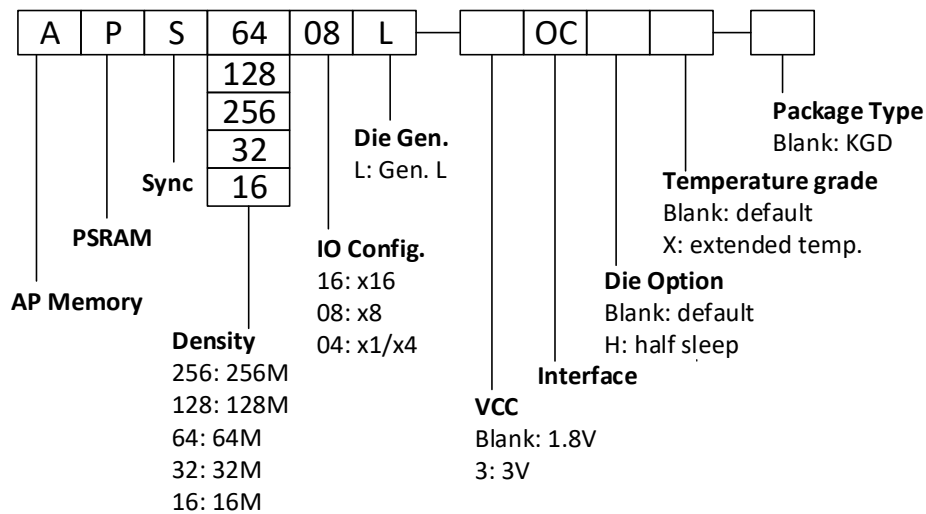 A P S 64 08 L OC
128
256
32
16
Sync
PSRAM
AP Memory
Density
256: 256M
128: 128M
64: 64M
32: 32M
16: 16M
IO Config.
16: x16
08: x8
04: x1/x4
Die Gen.
L: Gen. L
VCC
Blank: 1.8V
3: 3V
Interface
Die Option
Blank: default
H: half sleep
Temperature grade
Blank: default
X: extended temp.
Package Type
Blank: KGD